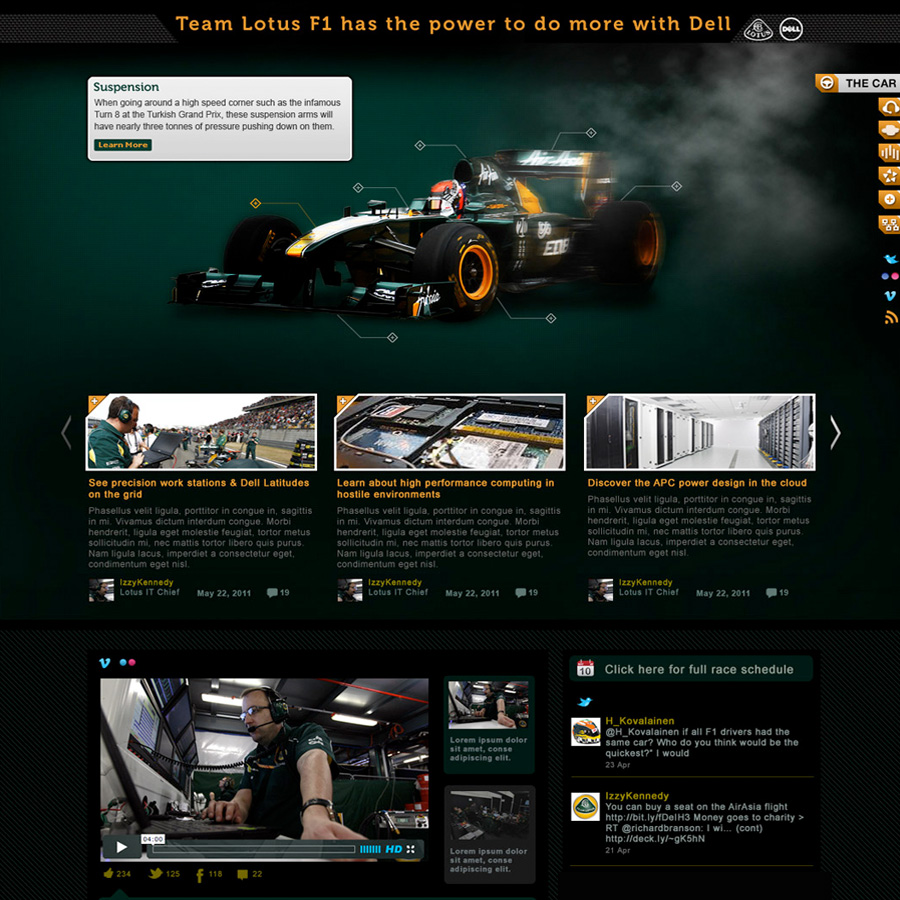 Team Lotus F1 has the power to do more with Dell
LOTUS
DELL
THE CAR
Suspension
When going around a high speed corner such as the infamous
Turn 8 at the Turkish Grand Prix, these suspension arms will
have nearly three tonnes of pressure pushing down on them.
Learn More
AirAsia
AirAsia
AirAsia
See precision work stations & Dell Latitudes
on the grid
Phasellus velit ligula, porttitor in congue in, sagittis
in mi. Vivamus dictum interdum congue. Morbi
hendrerit, ligula eget molestie feugiat, tortor metus
sollicitudin mi, nec mattis tortor libero quis purus.
Nam ligula lacus, imperdiet a consectetur eget,
condimentum eget nisl.
IzzyKennedy
Lotus IT Chief
May 22, 2011
19
Learn about high performance computing in
hostile environments
Phasellus velit ligula, porttitor in congue in, sagittis
in mi. Vivamus dictum interdum congue. Morbi
hendrerit, ligula eget molestie feugiat, tortor metus
sollicitudin mi, nec mattis tortor libero quis purus.
Nam ligula lacus, imperdiet a consectetur eget,
condimentum eget nisl.
IzzyKennedy
Lotus IT Chief
May 22, 2011
19
Discover the APC power design in the cloud
Phasellus velit ligula, porttitor in congue in, sagittis
in mi. Vivamus dictum interdum congue. Morbi
hendrerit, ligula eget molestie feugiat, tortor metus
sollicitudin mi, nec mattis tortor libero quis purus.
Nam ligula lacus, imperdiet a consectetur eget,
condimentum eget nisl.
IzzyKennedy
Lotus IT Chief
May 22, 2011
19
04:00
HD
234
125
118
22
Lorem ipsum dolor
sit amet, conse
adipiscing elit.
Lorem ipsum dolor
sit amet, conse
adipiscing elit.
10
Click here for full race schedule
H_Kovalainen
@H_Kovalainen if all F1 drivers had the
same car? Who do you think would be the
quickest?" I would
23 Apr
IzzyKennedy
You can buy a seat on the AirAsia flight
http://bit.ly/fDelH3 Money goes to charity >
RT @richardbranson: I wi... (cont)
http://deck.ly/~gK5hN
21 Apr